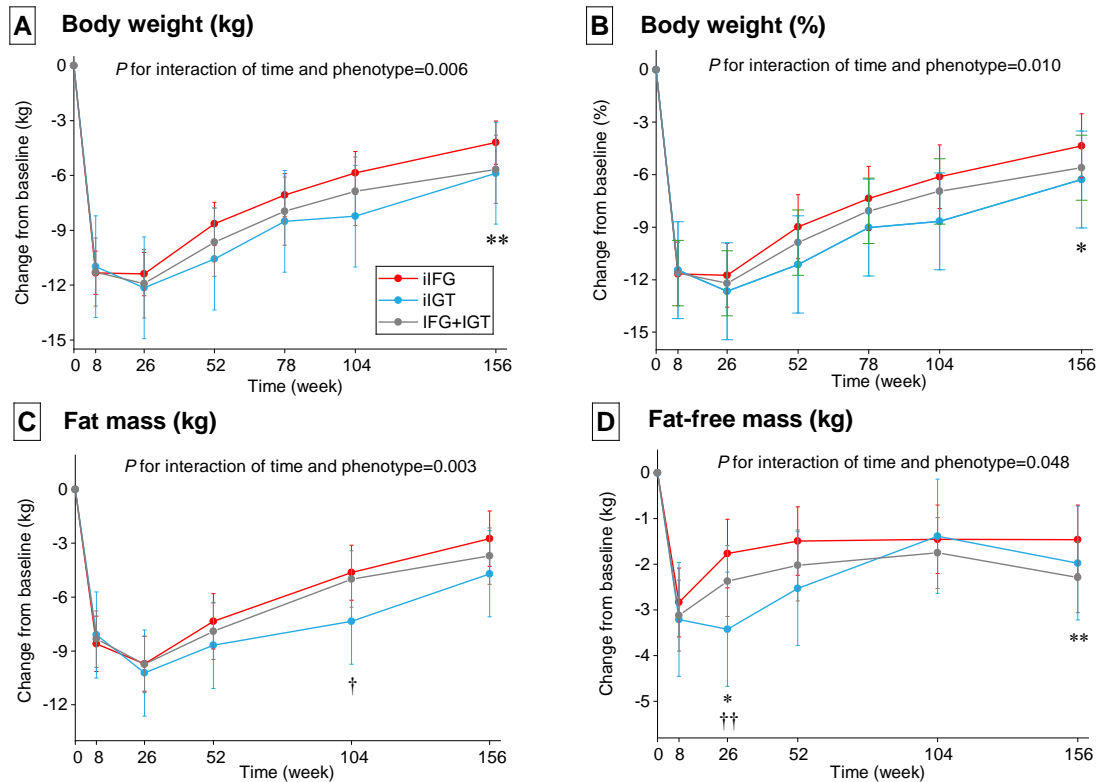 A Body weight (kg)
P for interaction of time and phenotype=0.006
Change from baseline (kg)
0
-3
-6
-9
-12
-15
**
iIFG
iIGT
IFG+IGT
0 8 26 52 78 104 156
Time (week)
B Body weight (%)
P for interaction of time and phenotype=0.010
Change from baseline (%)
0
-3
-6
-9
-12
-15
*
0 8 26 52 78 104 156
Time (week)
C Fat mass (kg)
P for interaction of time and phenotype=0.003
Change from baseline (kg)
0
-3
-6
-9
-12
†
0 8 26 52 104 156
Time (week)
D Fat-free mass (kg)
P for interaction of time and phenotype=0.048
Change from baseline (kg)
0
-1
-2
-3
-4
-5
*
††
**
0 8 26 52 104 156
Time (week)